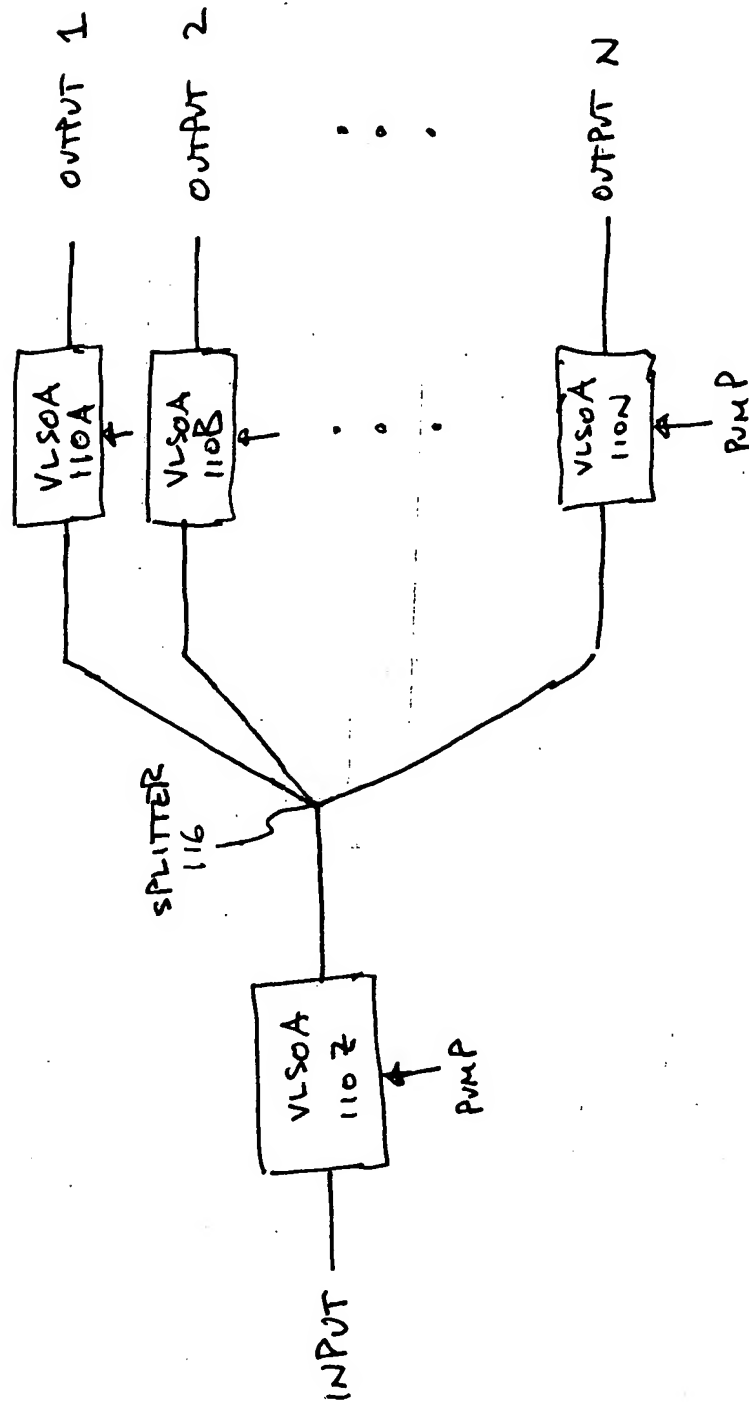 INPUT
VLSOA
110Z
PUMP
SPLITTER
116
VLSOA
110A
OUTPUT 1
VLSOA
110B
OUTPUT 2
VLSOA
110N
PUMP
OUTPUT N